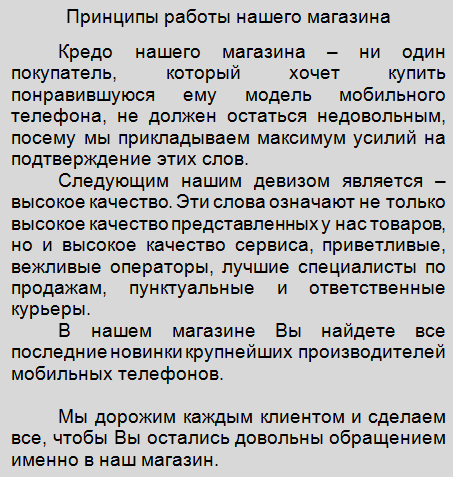 Принципы работы нашего магазина
Кредо нашего магазина – ни один
покупатель, который хочет купить
понравившуюся ему модель мобильного
телефона, не должен остаться недовольным,
посему мы прикладываем максимум усилий на
подтверждение этих слов.
Следующим нашим девизом является –
высокое качество. Эти слова означают не только
высокое качество представленных у нас товаров,
но и высокое качество сервиса, приветливые,
вежливые операторы, лучшие специалисты по
продажам, пунктуальные и ответственные
курьеры.
В нашем магазине Вы найдете все
последние новинки крупнейших производителей
мобильных телефонов.
Мы дорожим каждым клиентом и сделаем
все, чтобы Вы остались довольны обращением
именно в наш магазин.